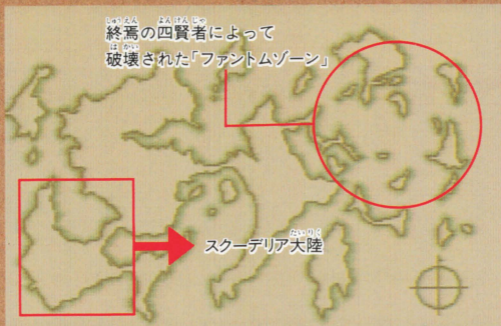 終焉の四賢者によって
破壊された「ファントムゾーン」
スクーデリア大陸